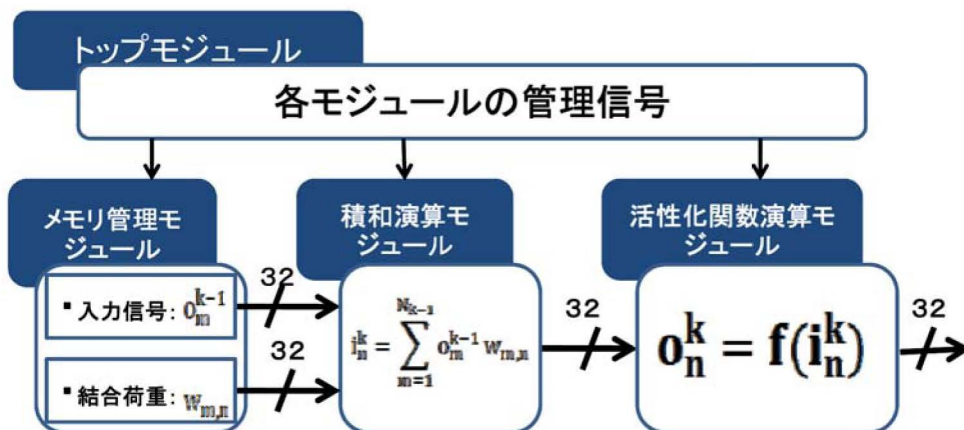 トップモジュール
各モジュールの管理信号
メモリ管理モ
ジュール
積和演算モ
ジュール
活性化関数演算モ
ジュール
▪ 入力信号: o_m^{k-1}
▪ 結合荷重: w_{m,n}
32
32
i_n^k = \sum_{m=1}^{N_{k-1}} o_m^{k-1} w_{m,n}
32
o_n^k = f(i_n^k)
32